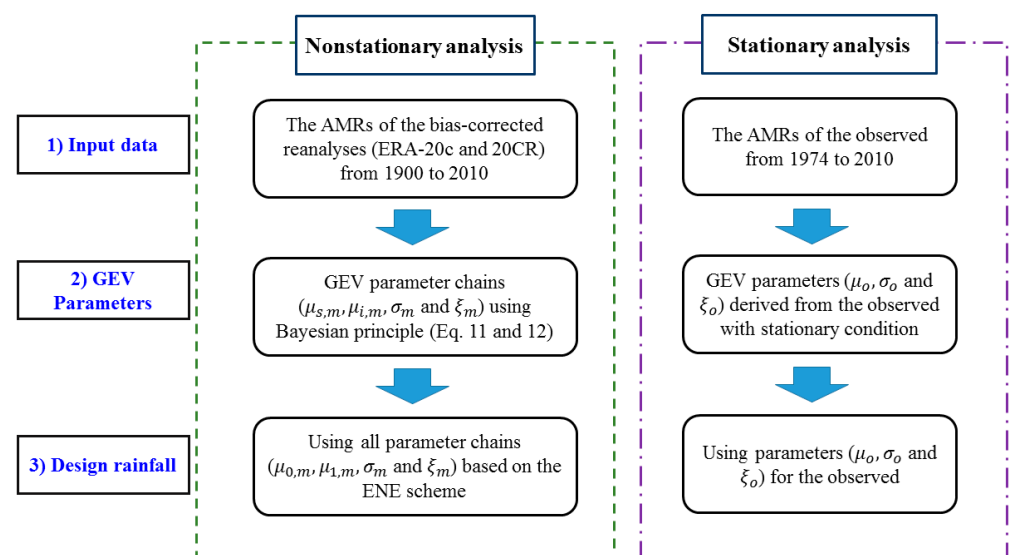 Nonstationary analysis
Stationary analysis
1) Input data
The AMRs of the bias-corrected
reanalyses (ERA-20c and 20CR)
from 1900 to 2010
The AMRs of the observed
from 1974 to 2010
2) GEV
Parameters
GEV parameter chains
(μₛ,ₘ, μᵢ,ₘ, σₘ and ξₘ) using
Bayesian principle (Eq. 11 and 12)
GEV parameters (μₒ, σₒ and
ξₒ) derived from the observed
with stationary condition
3) Design rainfall
Using all parameter chains
(μ₀,ₘ, μ₁,ₘ, σₘ and ξₘ) based on the
ENE scheme
Using parameters (μₒ, σₒ and
ξₒ) for the observed